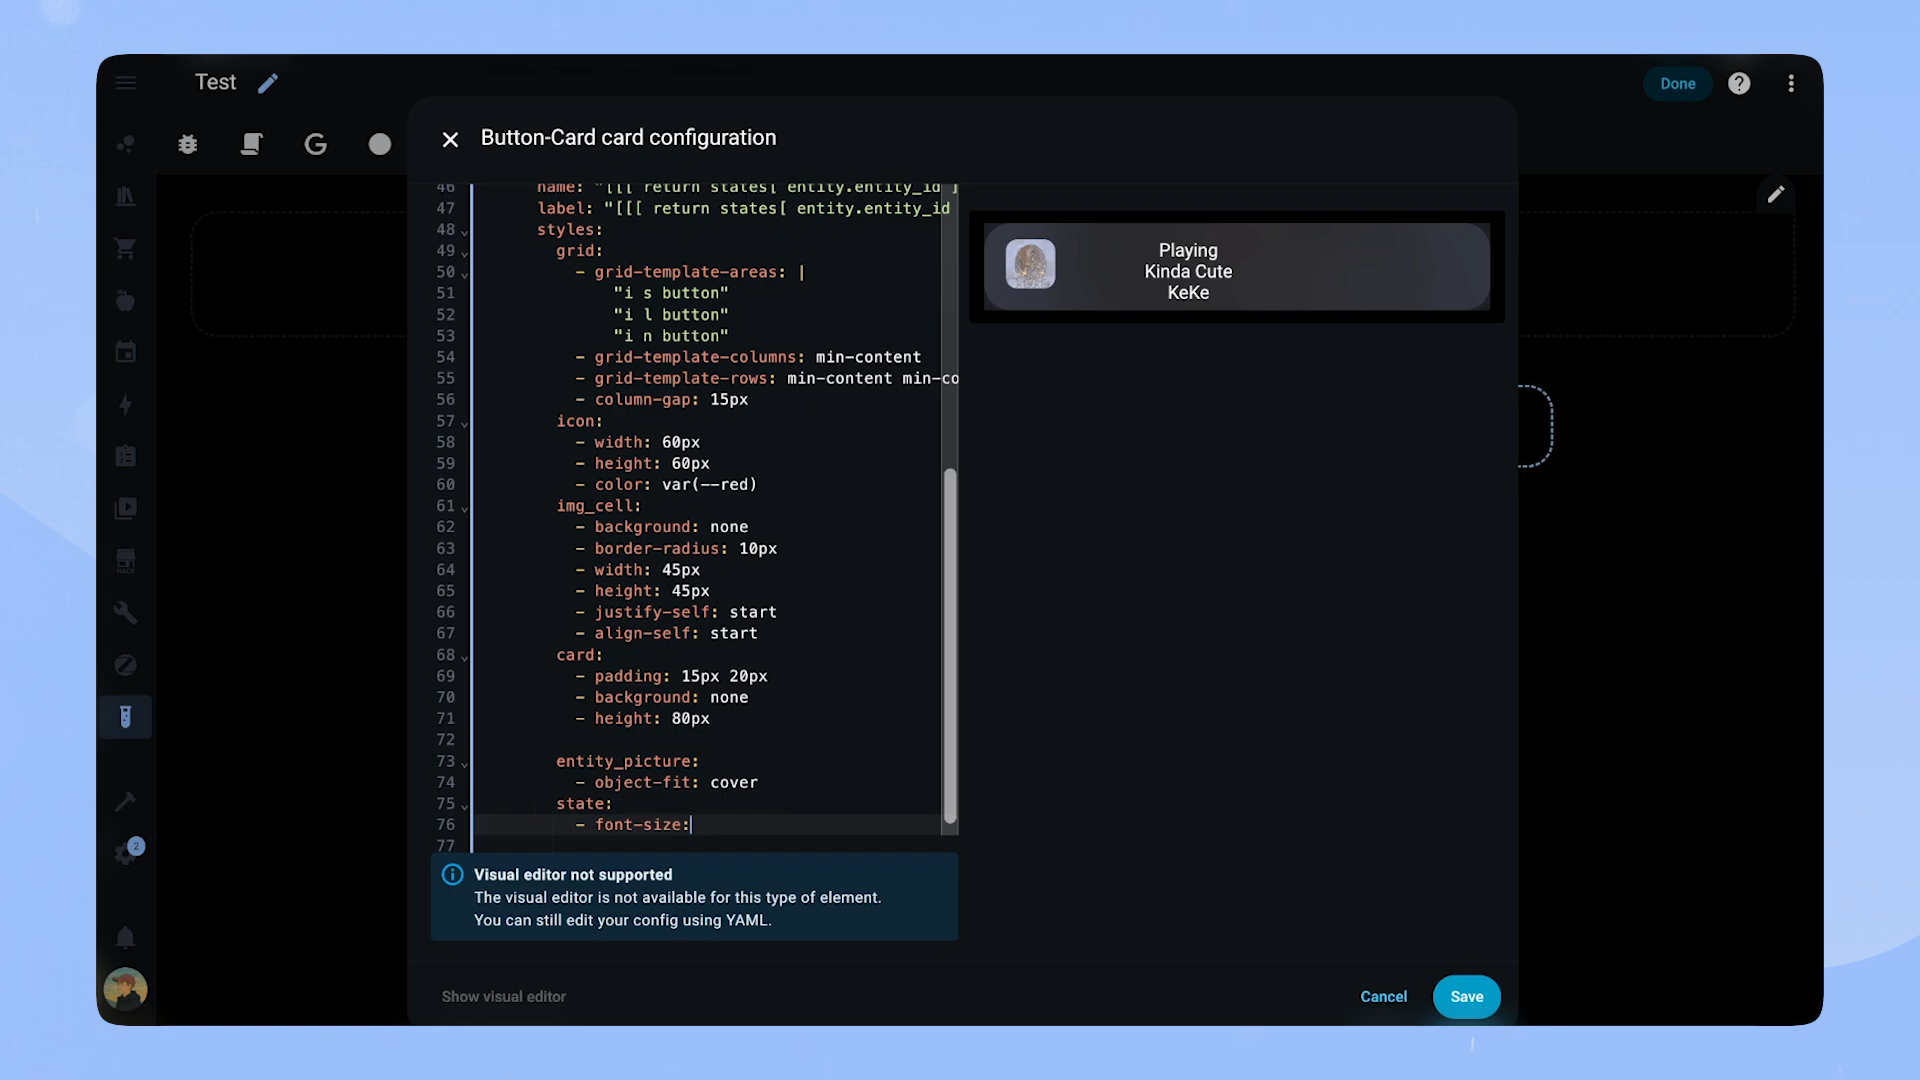 Test
Done
Button-Card card configuration
46 name: "[[[ return states[ entity.entity_id ]
47 label: "[[[ return states[ entity.entity_id
48 styles:
49 grid:
50 - grid-template-areas: |
51 "i s button"
52 "i l button"
53 "i n button"
54 - grid-template-columns: min-content
55 - grid-template-rows: min-content min-co
56 - column-gap: 15px
57 icon:
58 - width: 60px
59 - height: 60px
60 - color: var(--red)
61 img_cell:
62 - background: none
63 - border-radius: 10px
64 - width: 45px
65 - height: 45px
66 - justify-self: start
67 - align-self: start
68 card:
69 - padding: 15px 20px
70 - background: none
71 - height: 80px
72
73 entity_picture:
74 - object-fit: cover
75 state:
76 - font-size:
77
Playing
Kinda Cute
KeKe
HACS
2
Visual editor not supported
The visual editor is not available for this type of element.
You can still edit your config using YAML.
Show visual editor
Cancel
Save